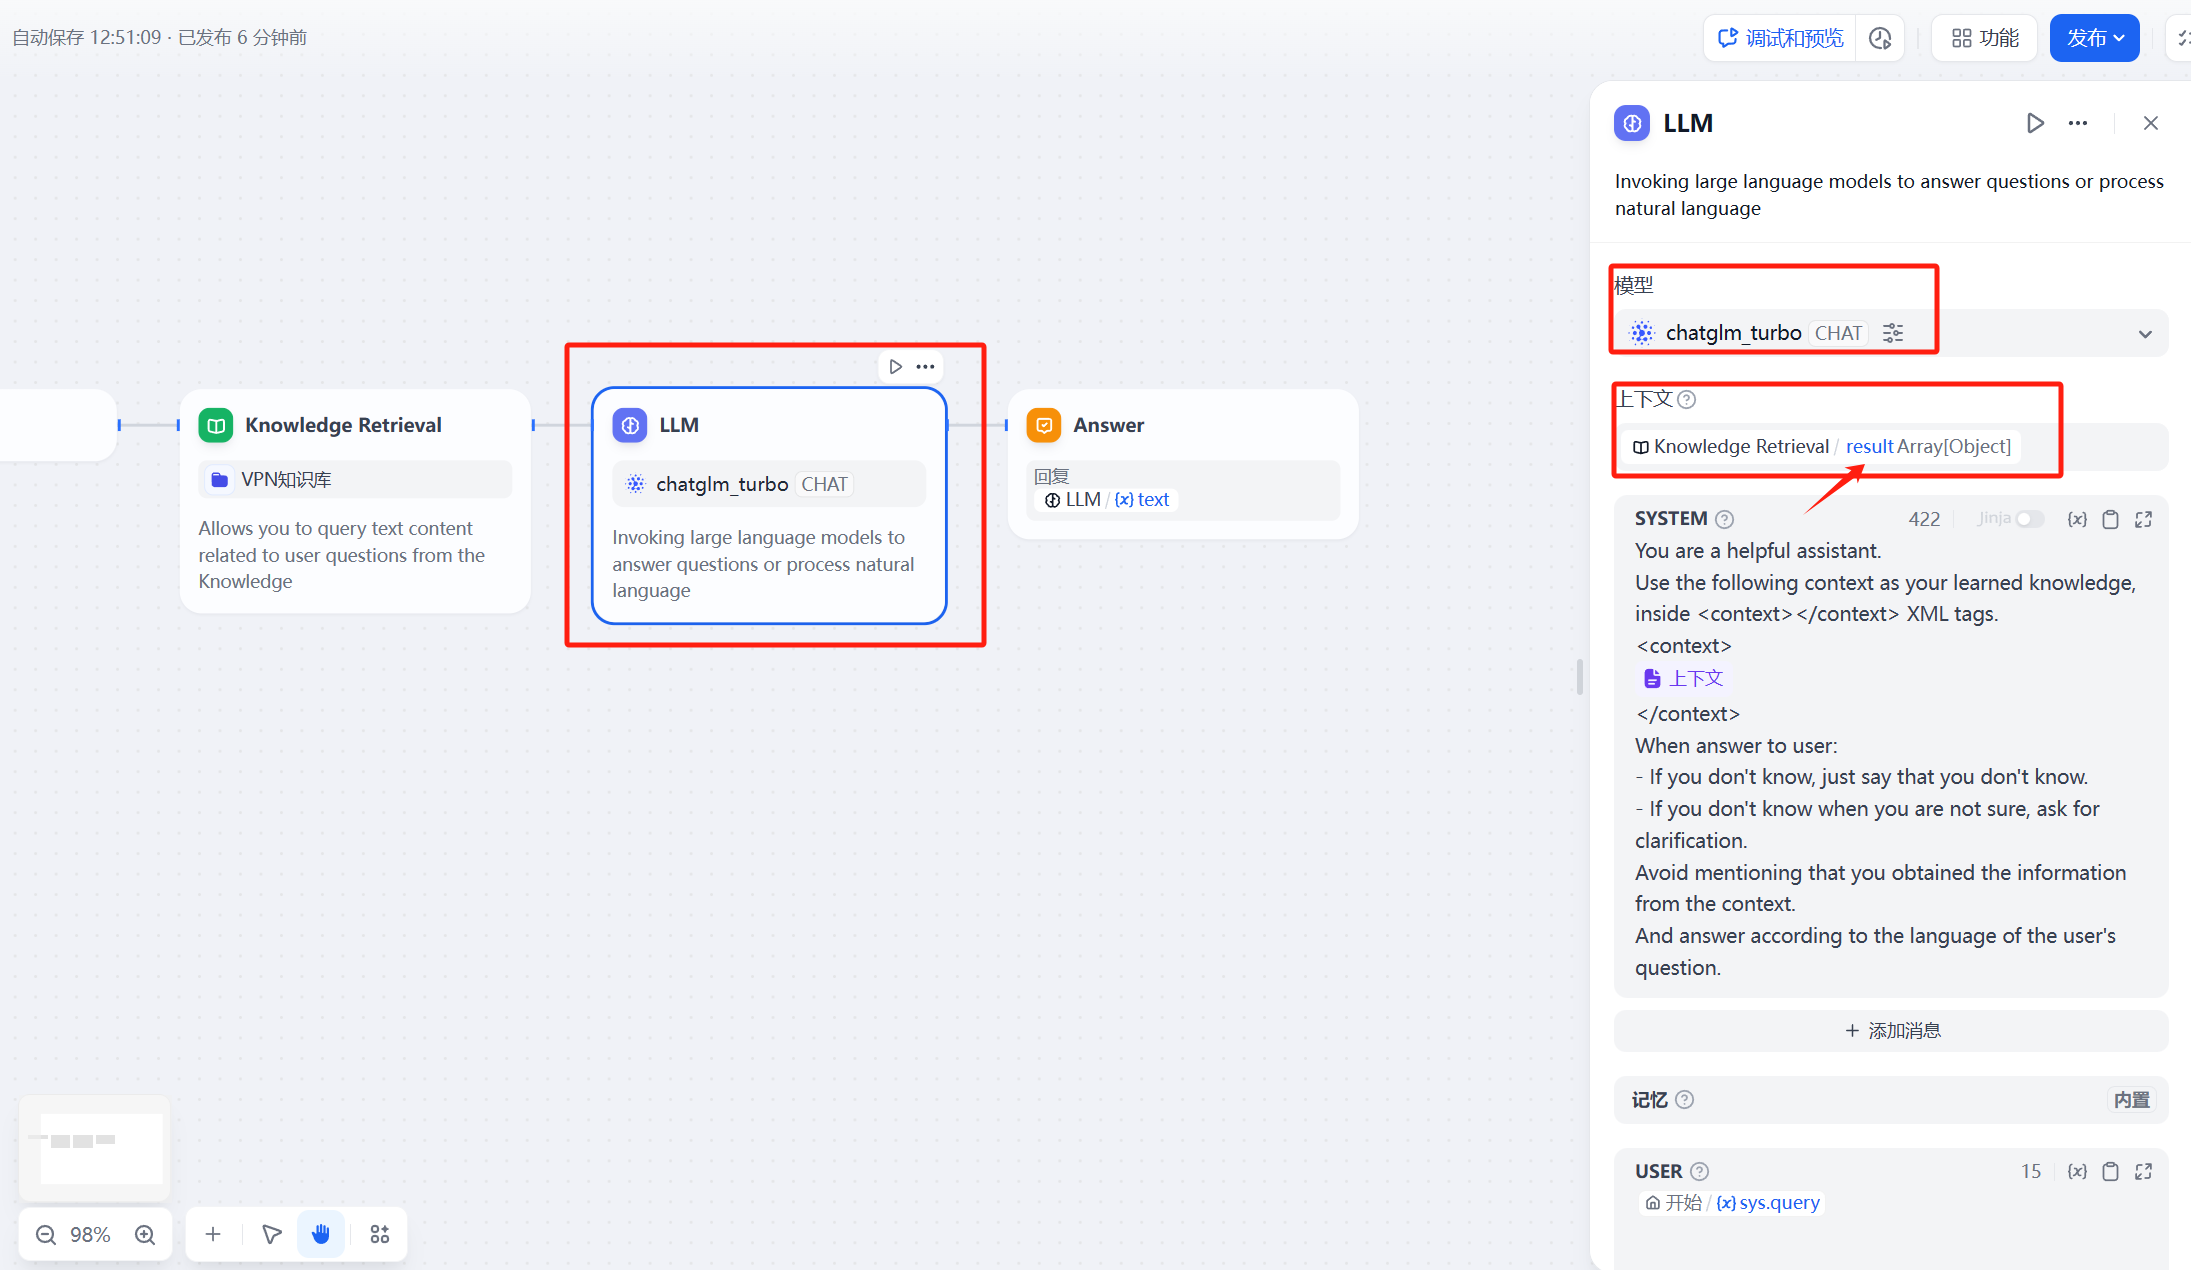 自动保存 12:51:09 · 已发布 6 分钟前
调试和预览
功能
发布
Knowledge Retrieval
VPN知识库
Allows you to query text content
related to user questions from the
Knowledge
LLM
chatglm_turbo CHAT
Invoking large language models to
answer questions or process natural
language
Answer
回复
LLM / {x} text
98%
LLM
Invoking large language models to answer questions or process
natural language
模型
chatglm_turbo CHAT
上下文
Knowledge Retrieval / result Array[Object]
SYSTEM 422 Jinja {x}
You are a helpful assistant.
Use the following context as your learned knowledge,
inside <context></context> XML tags.
<context>
上下文
</context>
When answer to user:
- If you don't know, just say that you don't know.
- If you don't know when you are not sure, ask for
clarification.
Avoid mentioning that you obtained the information
from the context.
And answer according to the language of the user's
question.
+ 添加消息
记忆 内置
USER 15 {x}
开始 / {x} sys.query